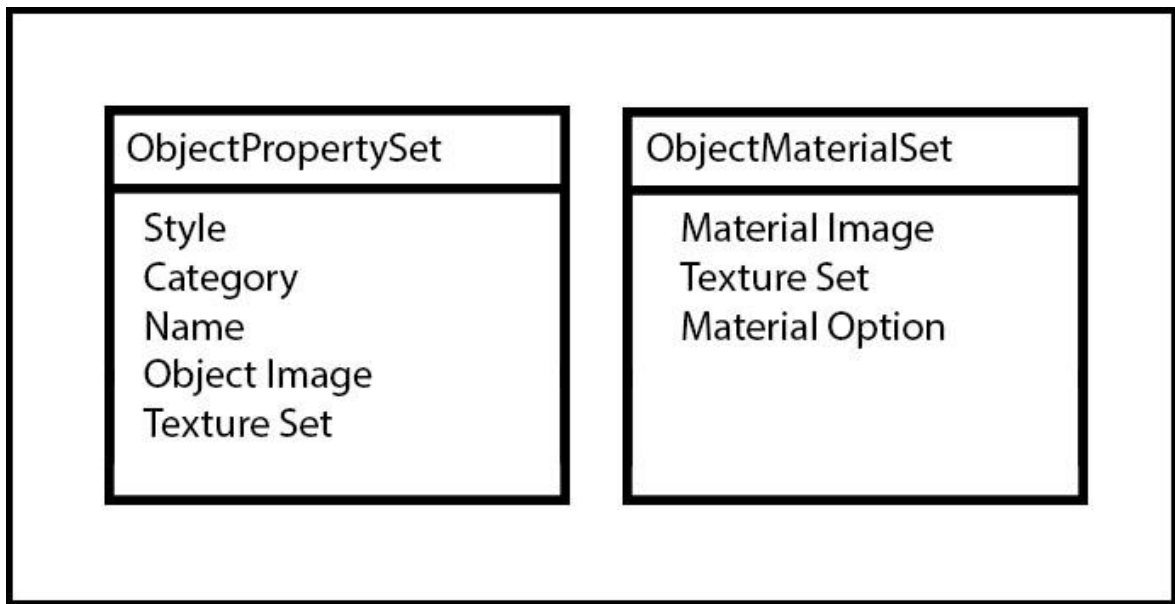 ObjectPropertySet
Style
Category
Name
Object Image
Texture Set
ObjectMaterialSet
Material Image
Texture Set
Material Option